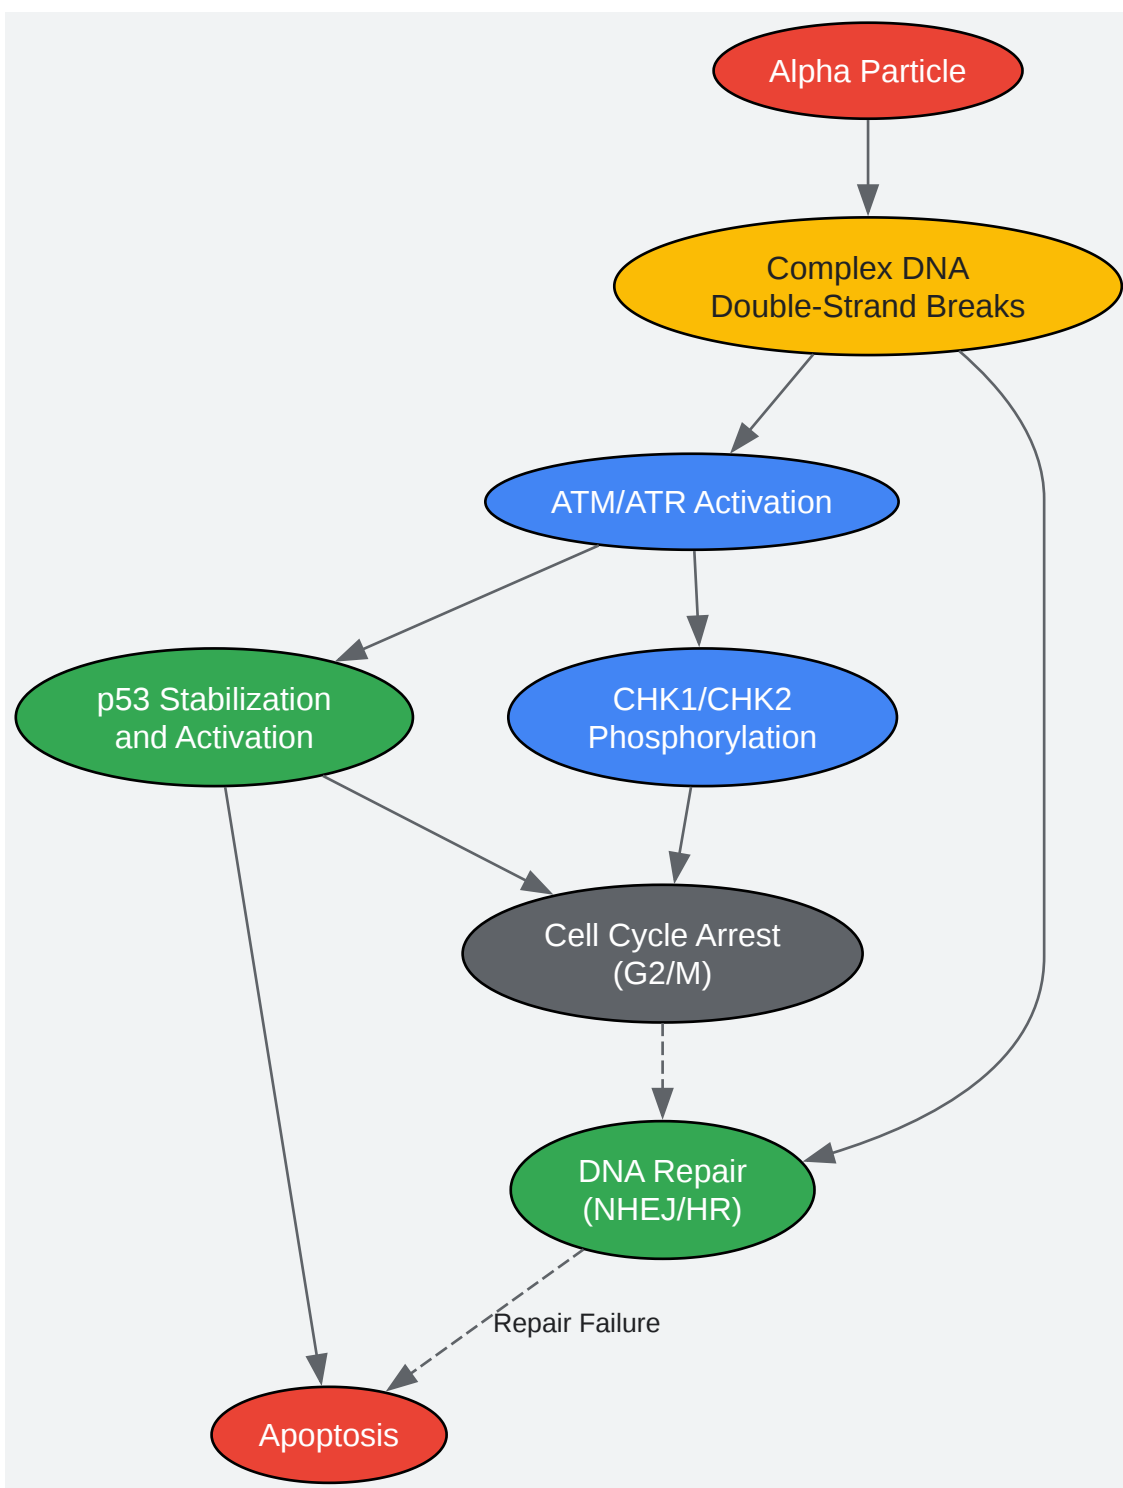 Alpha Particle
Complex DNA
Double-Strand Breaks
ATM/ATR Activation
p53 Stabilization
and Activation
CHK1/CHK2
Phosphorylation
Cell Cycle Arrest
(G2/M)
DNA Repair
(NHEJ/HR)
Repair Failure
Apoptosis